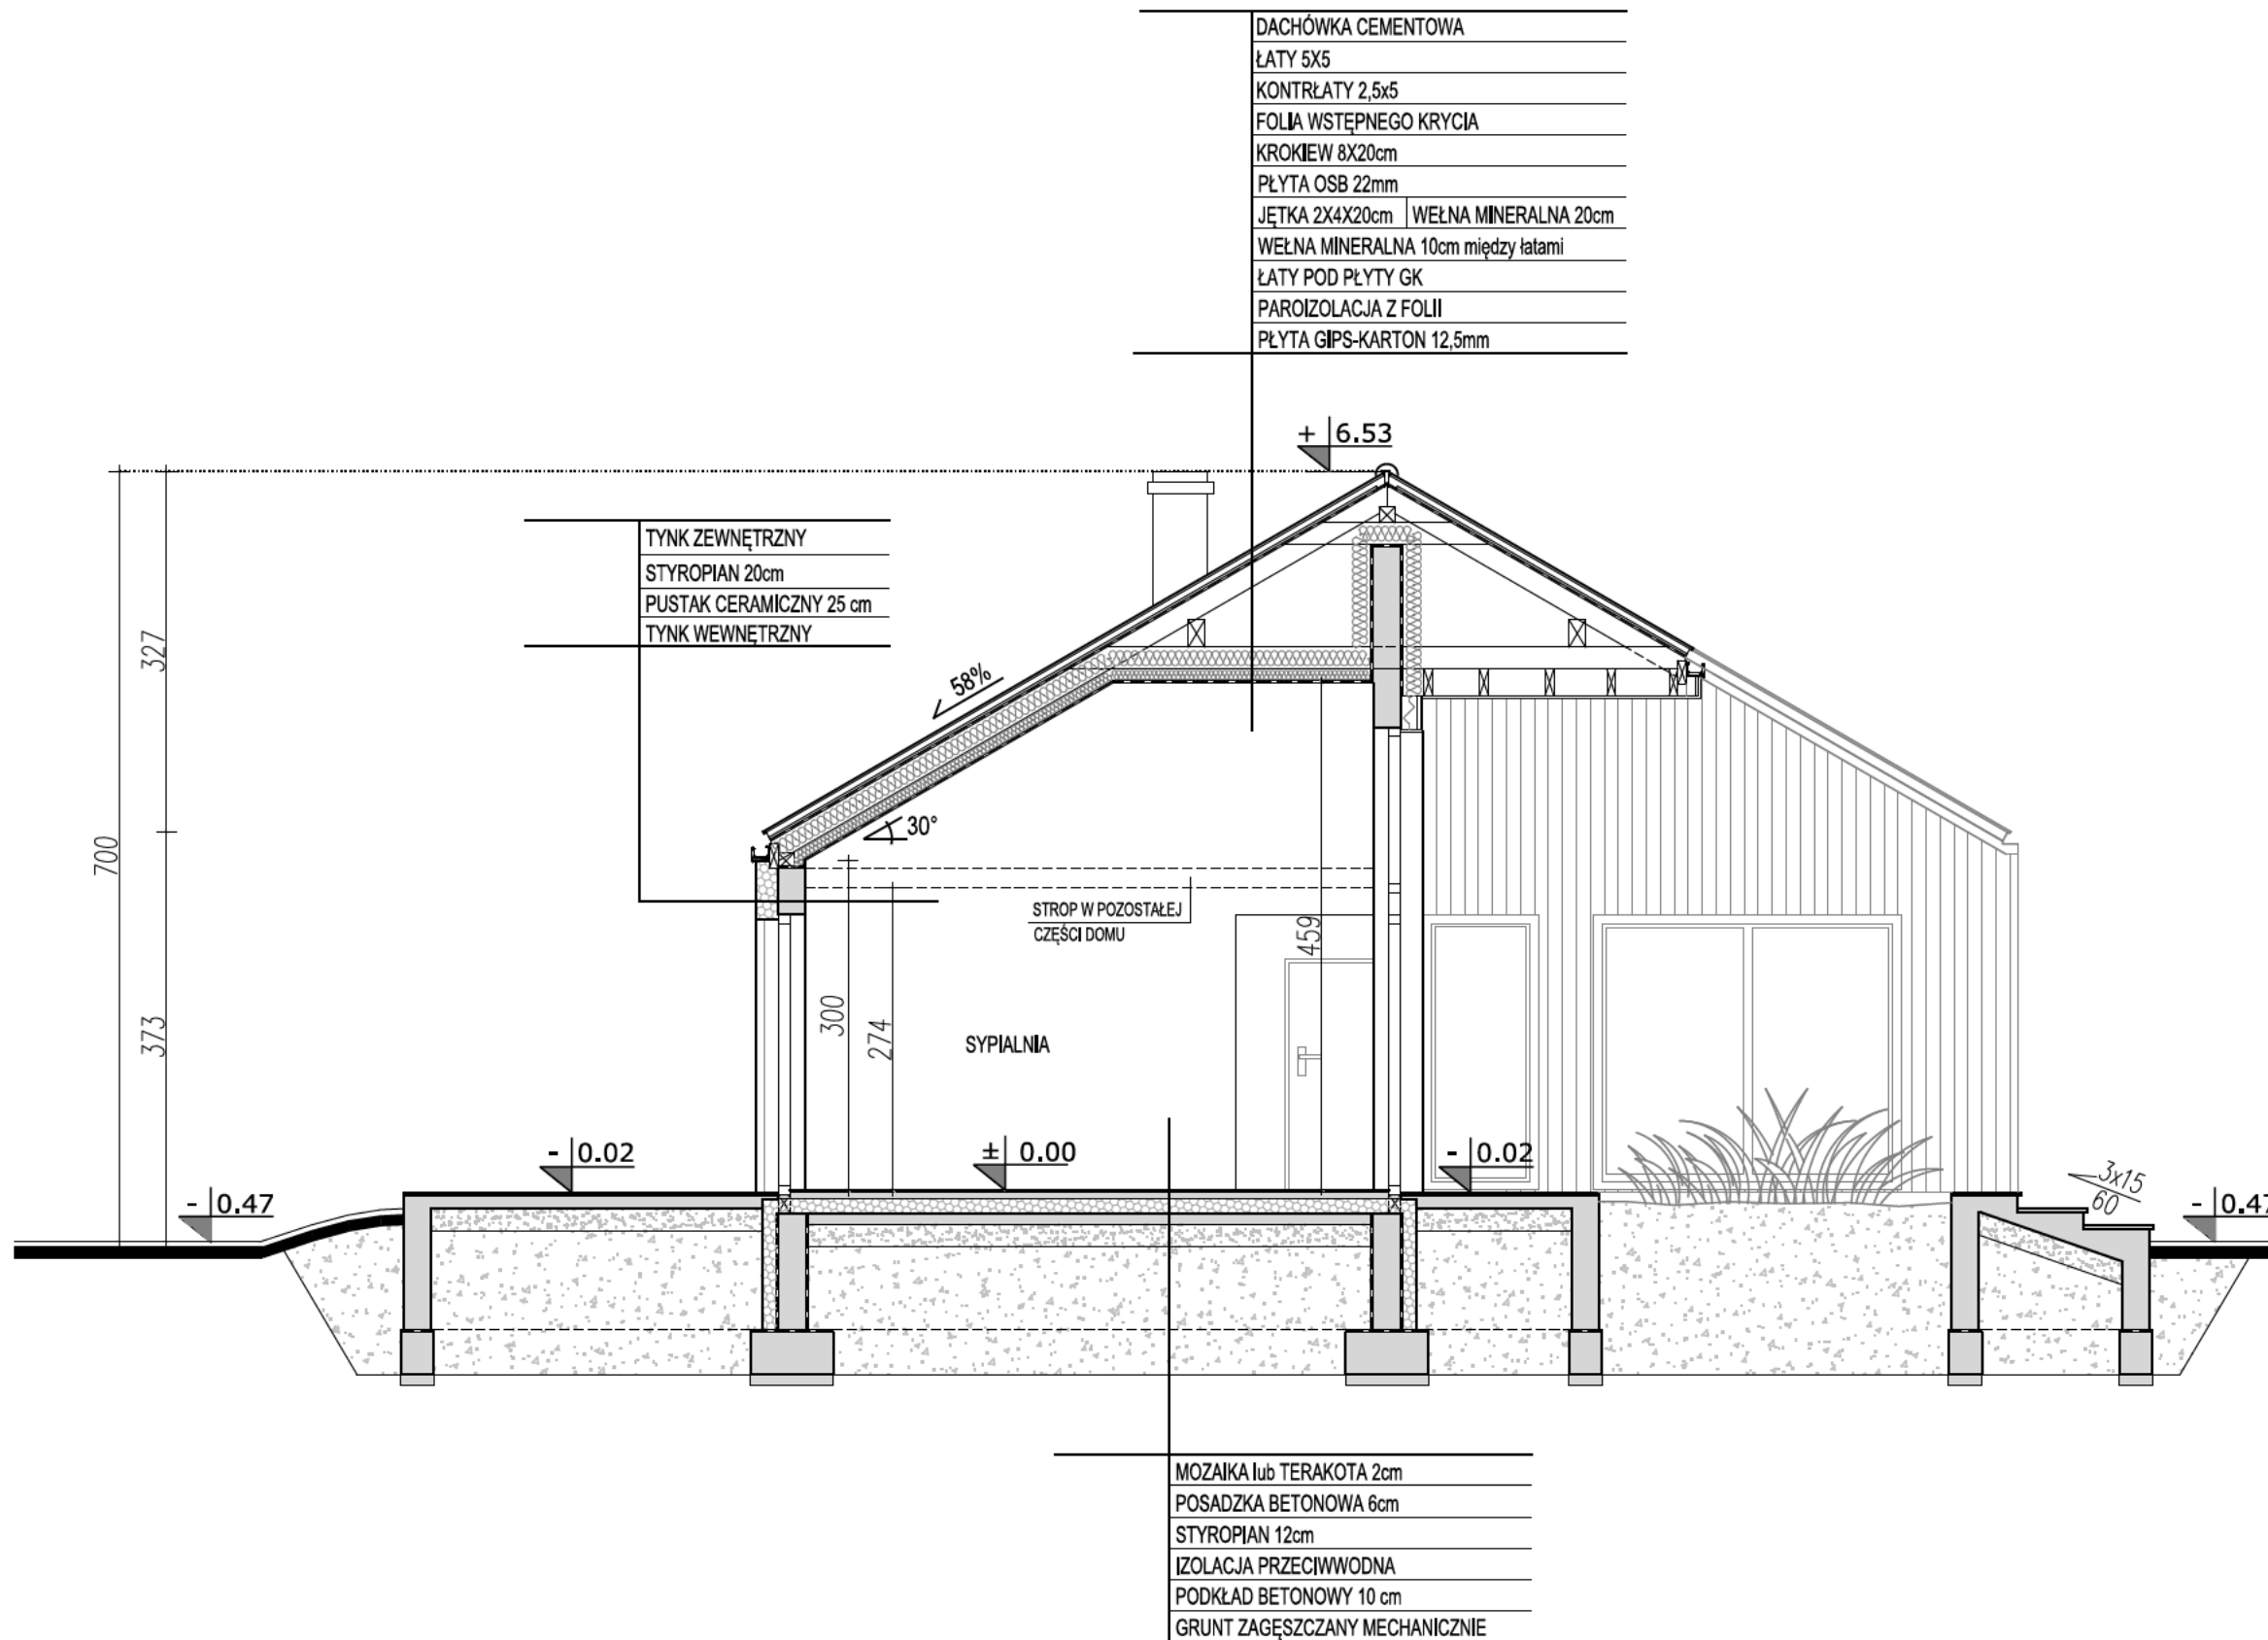 DACHÓWKA CEMENTOWA
ŁATY 5X5
KONTRŁATY 2,5x5
FOLIA WSTĘPNEGO KRYCIA
KROKIEW 8X20cm
PŁYTA OSB 22mm
JĘTKA 2X4X20cm WEŁNA MINERALNA 20cm
WEŁNA MINERALNA 10cm między łatami
ŁATY POD PŁYTY GK
PAROIZOLACJA Z FOLII
PŁYTA GIPS-KARTON 12,5mm
+ 6.53
TYNK ZEWNĘTRZNY
STYROPIAN 20cm
PUSTAK CERAMICZNY 25 cm
TYNK WEWNĘTRZNY
327
58%
30°
700
STROP W POZOSTAŁEJ
CZĘŚCI DOMU
459
373
300
274
SYPIALNIA
- 0.02
± 0.00
- 0.02
3x15
60
- 0.47
- 0.47
MOZAIKA lub TERAKOTA 2cm
POSADZKA BETONOWA 6cm
STYROPIAN 12cm
IZOLACJA PRZECIWWODNA
PODKŁAD BETONOWY 10 cm
GRUNT ZAGĘSZCZANY MECHANICZNIE